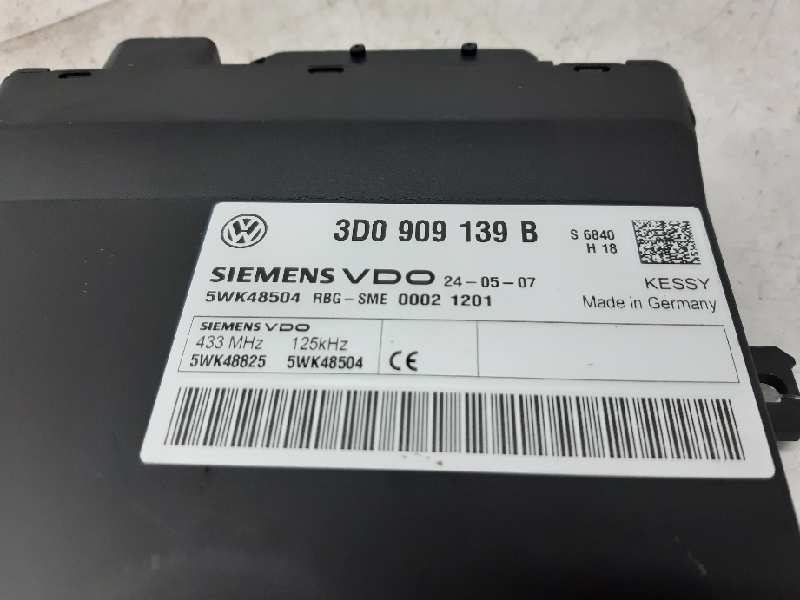 3D0 909 139 B
S 6840
H 18
SIEMENS VDO 24-05-07
KESSY
5WK48504 RBG-SME 0002 1201
Made in Germany
SIEMENS VDO
433 MHz 125kHz
5WK48825 5WK48504
CE